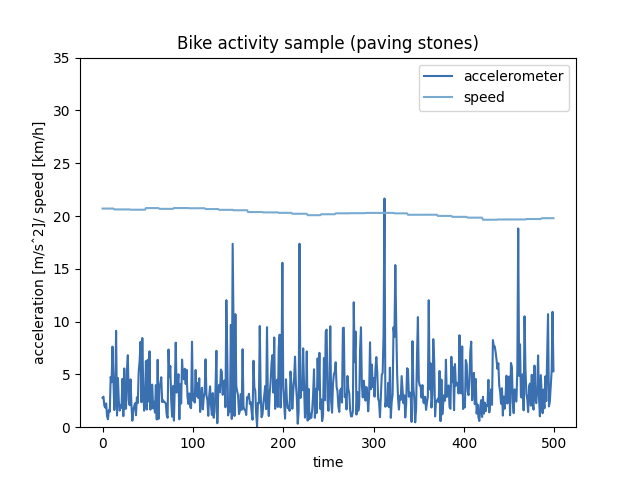 Bike activity sample (paving stones)
accelerometer
speed
35
30
25
20
15
10
5
0
acceleration [m/s^2]/ speed [km/h]
0 100 200 300 400 500
time